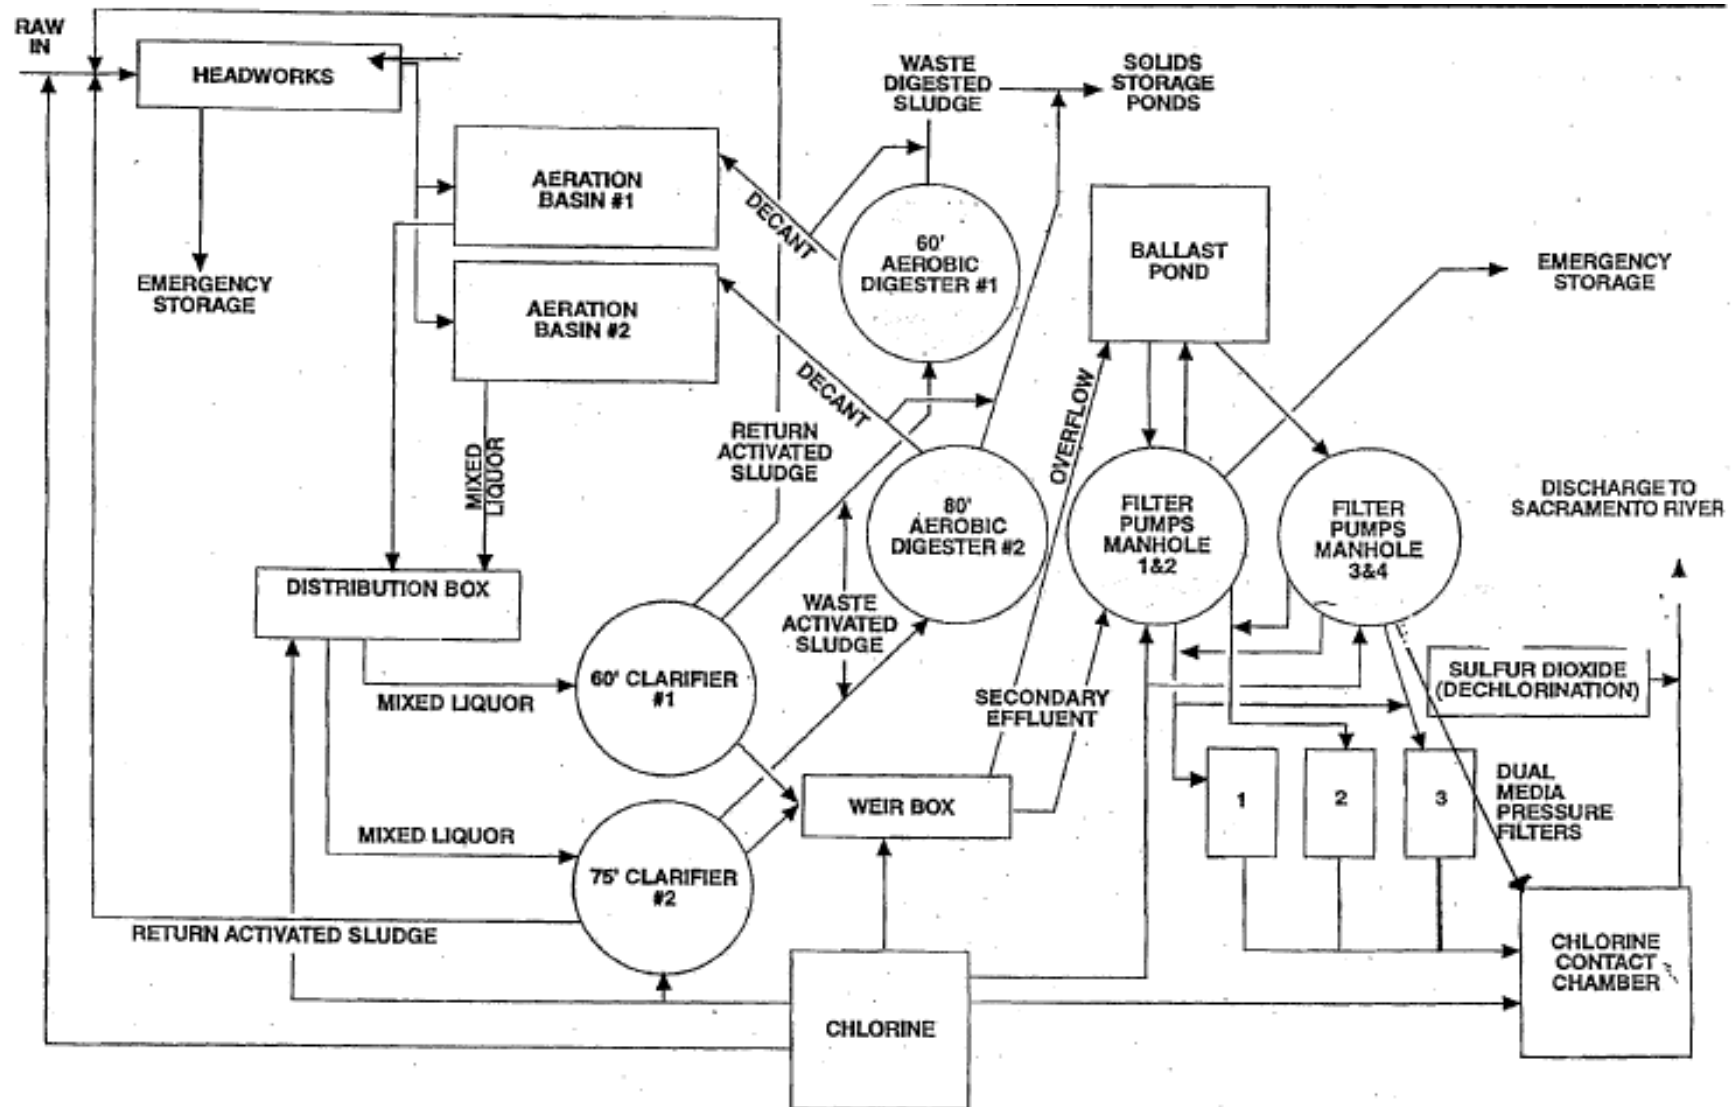 RAW
IN
HEADWORKS
EMERGENCY
STORAGE
AERATION
BASIN #1
AERATION
BASIN #2
DECANT
DECANT
WASTE
DIGESTED
SLUDGE
SOLIDS
STORAGE
PONDS
60'
AEROBIC
DIGESTER #1
BALLAST
POND
EMERGENCY
STORAGE
MIXED
LIQUOR
RETURN
ACTIVATED
SLUDGE
OVERFLOW
80'
AEROBIC
DIGESTER #2
FILTER
PUMPS
MANHOLE
1&2
FILTER
PUMPS
MANHOLE
3&4
DISCHARGE TO
SACRAMENTO RIVER
DISTRIBUTION BOX
WASTE
ACTIVATED
SLUDGE
60' CLARIFIER
#1
MIXED LIQUOR
SECONDARY
EFFLUENT
SULFUR DIOXIDE
(DECHLORINATION)
WEIR BOX
1
2
3
DUAL
MEDIA
PRESSURE
FILTERS
MIXED LIQUOR
75' CLARIFIER
#2
RETURN ACTIVATED SLUDGE
CHLORINE
CHLORINE
CONTACT
CHAMBER